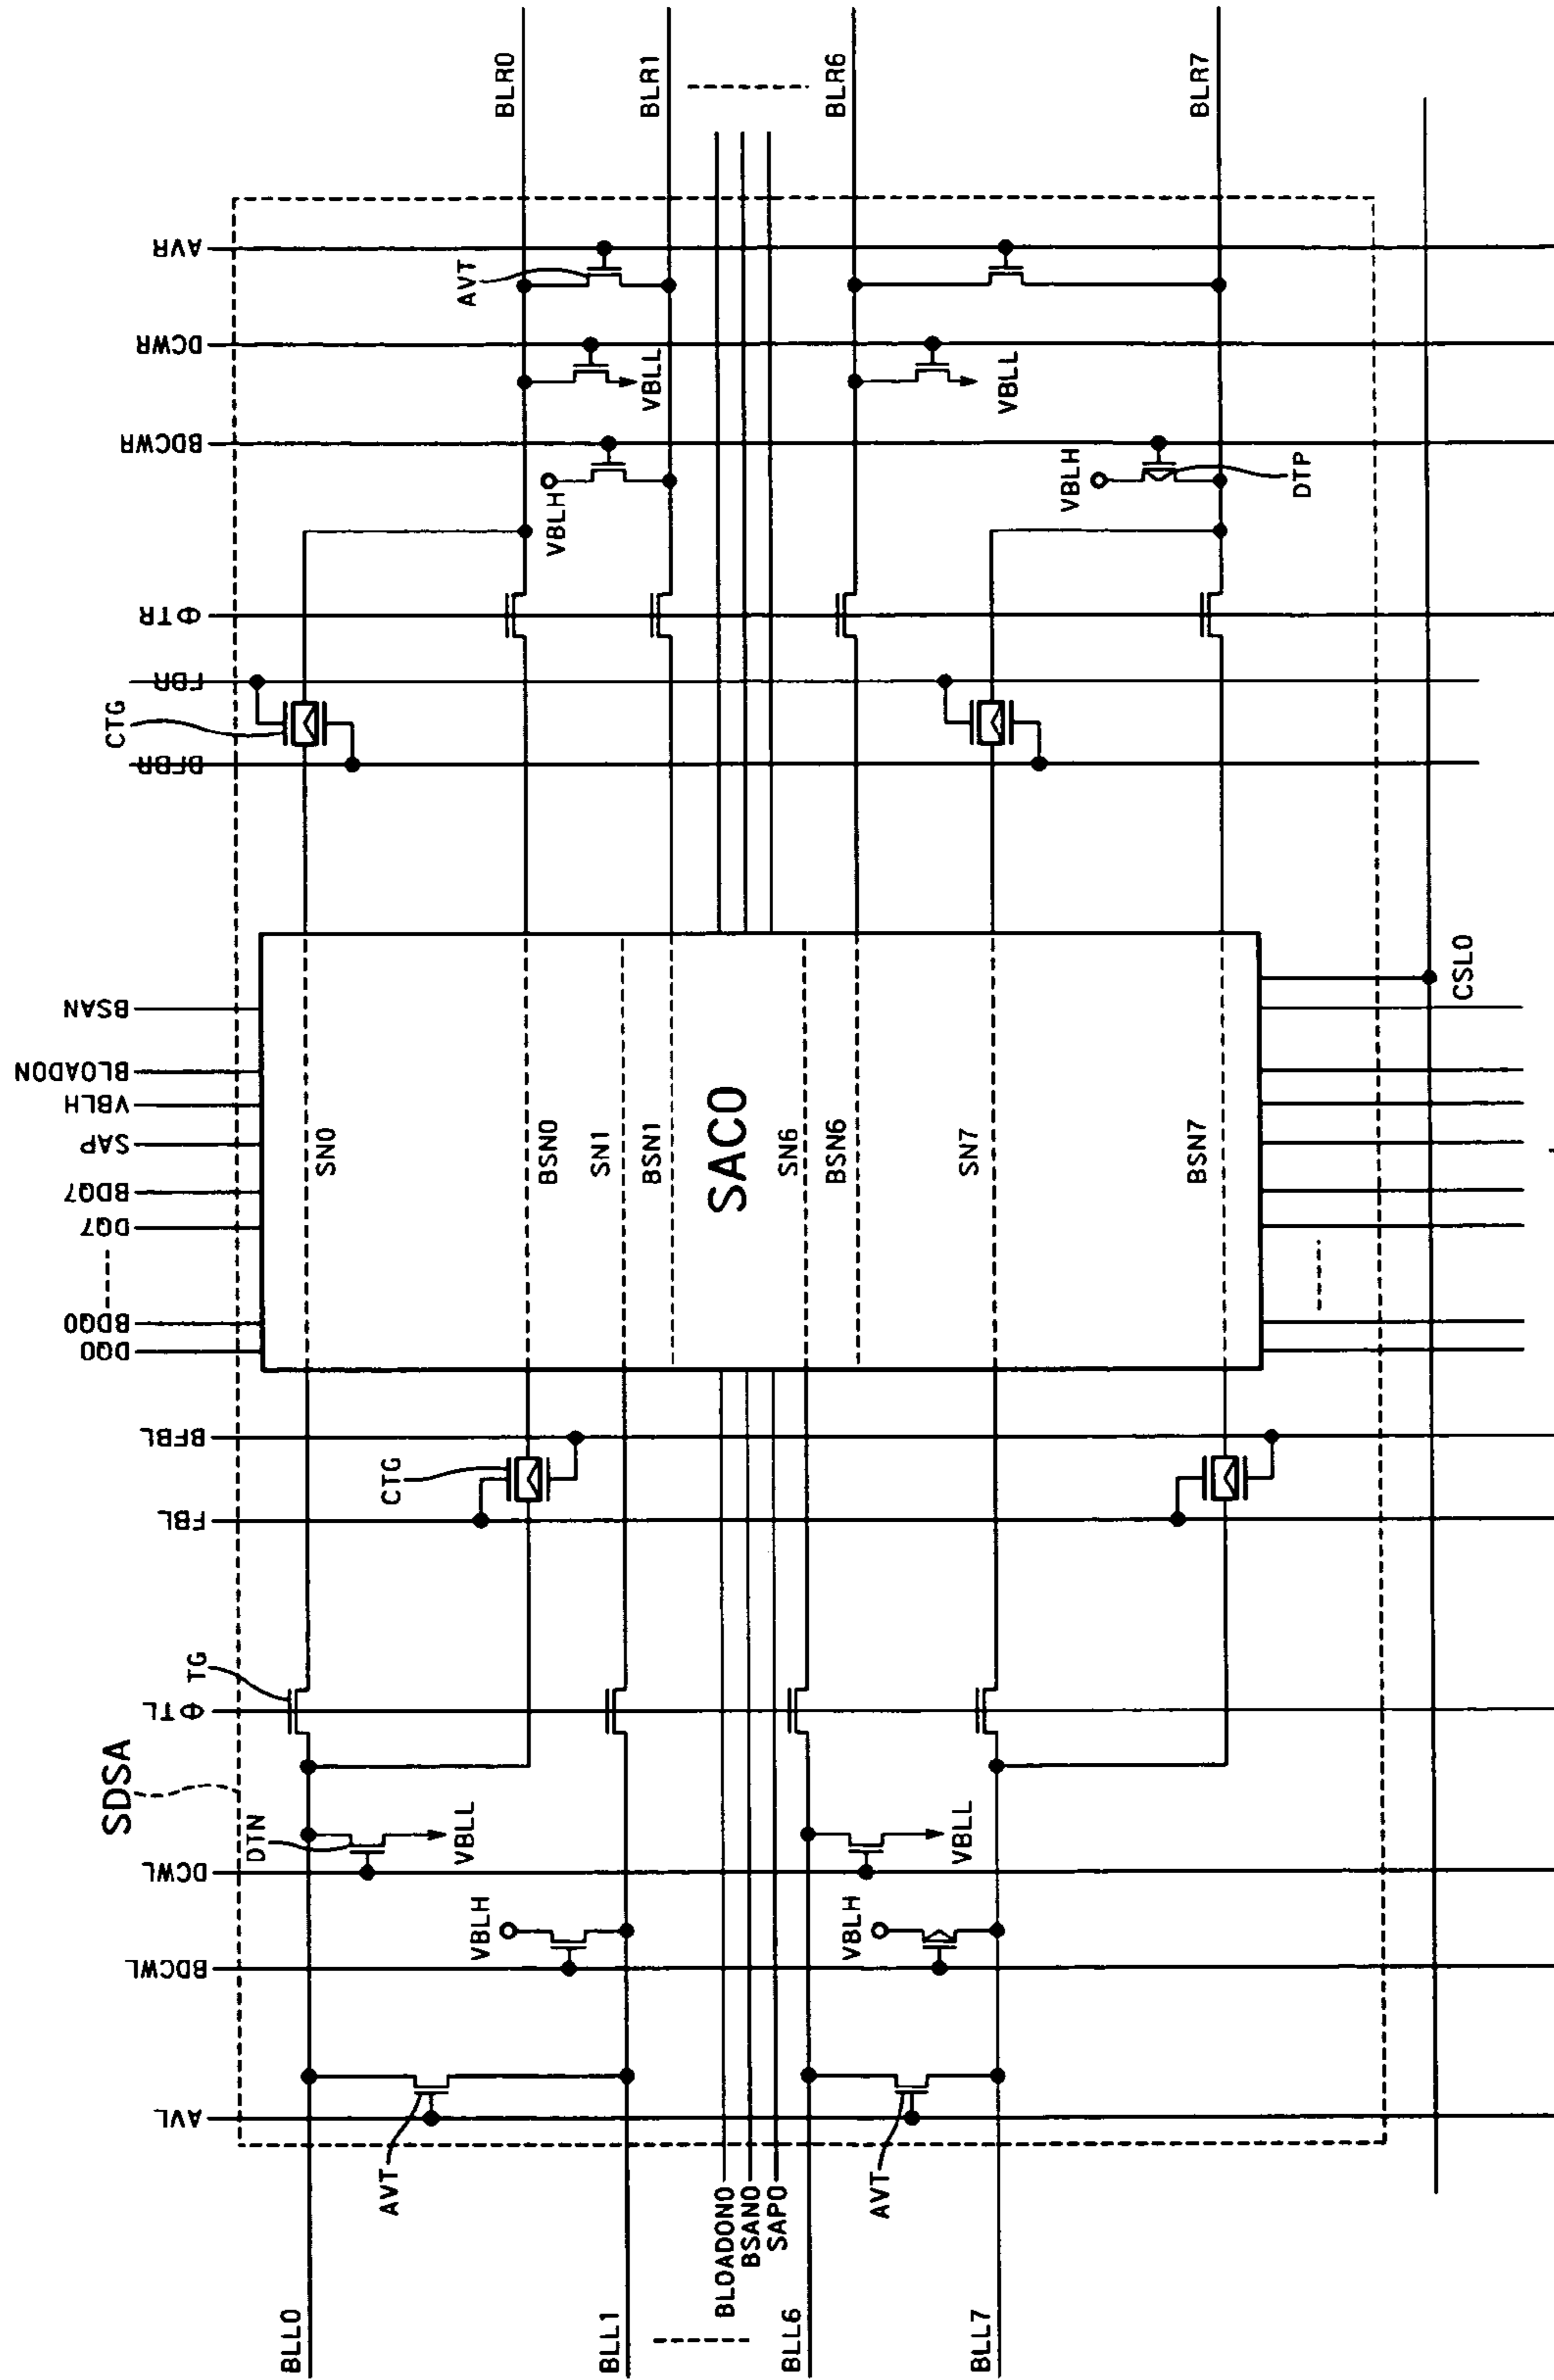 SDSA
AVL
BDCWL
DCWL
ΦTL
TG
FBL
BFBL
DQ0
BDQ0
DQ7
BDQ7
SAP
VBLH
BLOADON
BSAN
BFBR
CTG
FBR
ΦTR
BDCWR
DCWR
AVR
BLL0
BLL1
BLOADON0
BSAN0
SAP0
BLL6
BLL7
AVT
AVT
VBLH
VBLH
DTN
VBLL
VBLL
CTG
SN0
BSN0
SN1
BSN1
SAC0
SN6
BSN6
SN7
BSN7
CSL0
VBLH
VBLH
DTP
VBLL
VBLL
AVT
BLR0
BLR1
BLR6
BLR7